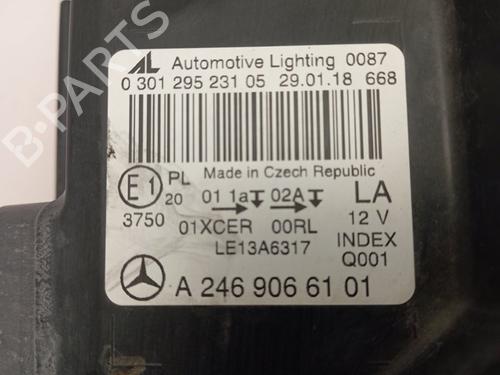 AL Automotive Lighting 0087
0 301 295 231 05 29.01.18 668
E1 PL Made in Czech Republic
20 01 1a 02A LA
3750 01XCER 00RL 12 V
LE13A6317 INDEX
Q001
A 246 906 61 01
B-PARTS